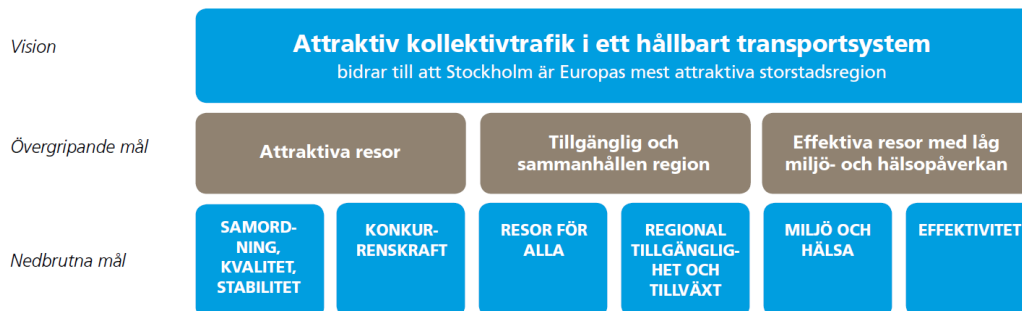 Vision
Attraktiv kollektivtrafik i ett hållbart transportsystem
bidrar till att Stockholm är Europas mest attraktiva storstadsregion
Övergripande mål
Attraktiva resor
Tillgänglig och
sammanhållen region
Effektiva resor med låg
miljö- och hälsopåverkan
Nedbrutna mål
SAMORD-
NING,
KVALITET,
STABILITET
KONKUR-
RENSKRAFT
RESOR FÖR
ALLA
REGIONAL
TILLGÄNGLIG-
HET OCH
TILLVÄXT
MILJÖ OCH
HÄLSA
EFFEKTIVITET